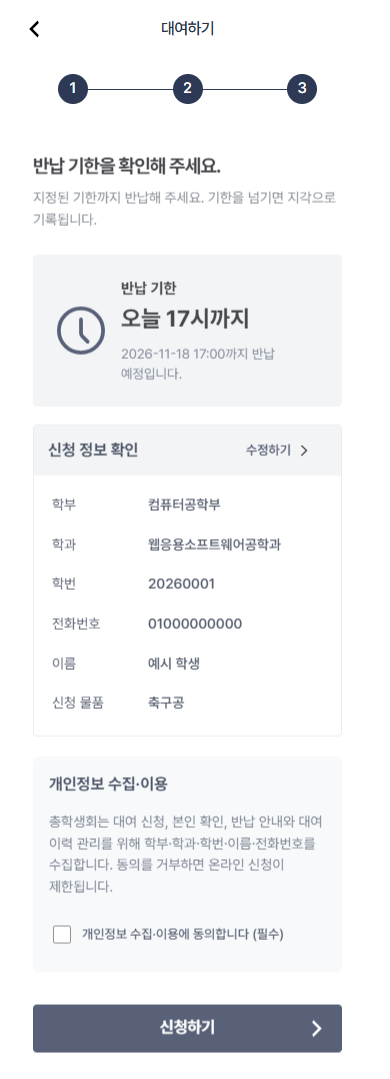 대여하기
1 2 3
반납 기한을 확인해 주세요.
지정된 기한까지 반납해 주세요. 기한을 넘기면 지각으로
기록됩니다.
반납 기한
오늘 17시까지
2026-11-18 17:00까지 반납
예정입니다.
신청 정보 확인 수정하기
학부 컴퓨터공학부
학과 웹응용소프트웨어공학과
학번 20260001
전화번호 01000000000
이름 예시 학생
신청 물품 축구공
개인정보 수집·이용
총학생회는 대여 신청, 본인 확인, 반납 안내와 대여
이력 관리를 위해 학부·학과·학번·이름·전화번호를
수집합니다. 동의를 거부하면 온라인 신청이
제한됩니다.
개인정보 수집·이용에 동의합니다 (필수)
신청하기